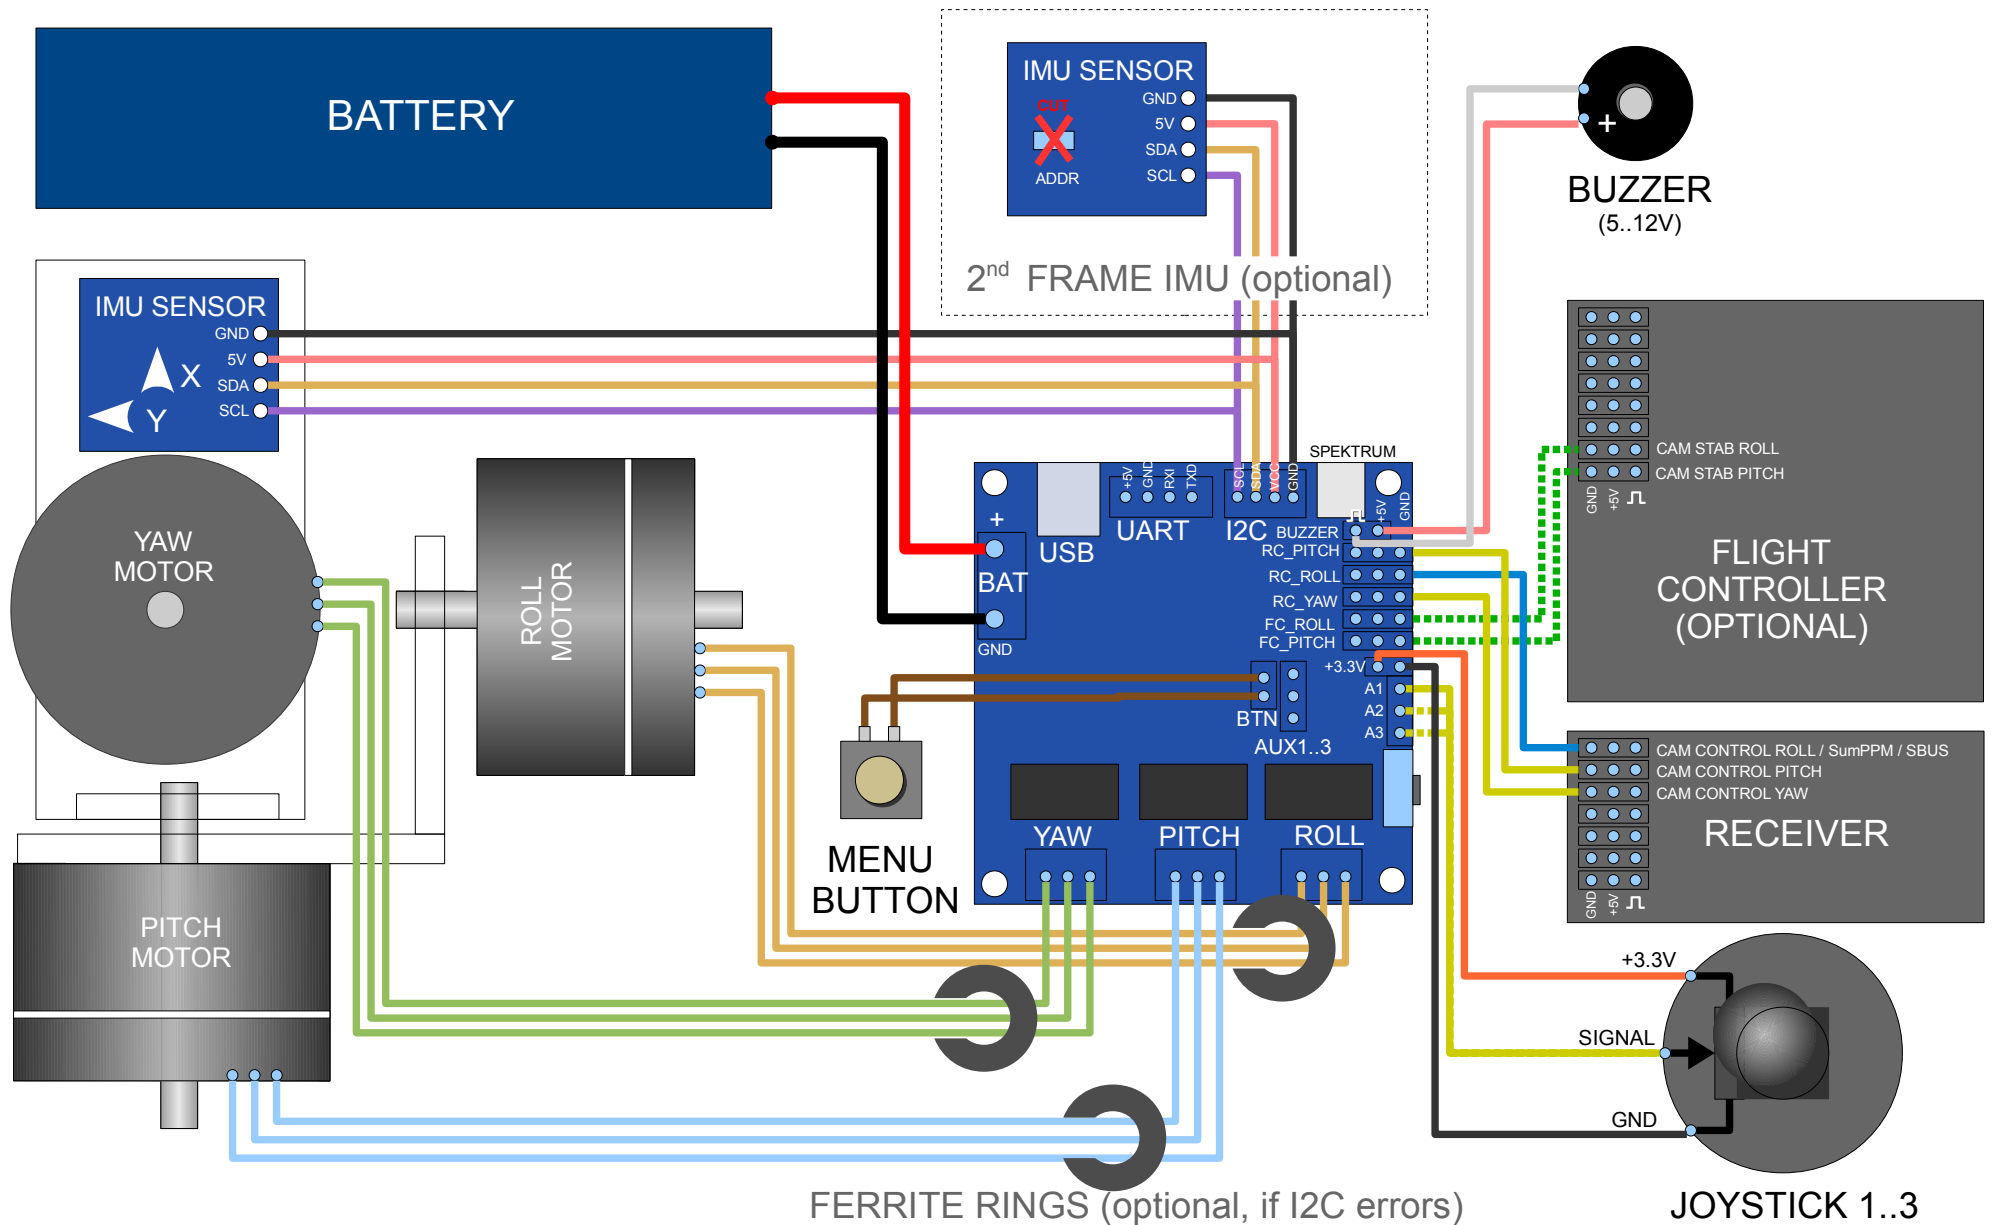 BATTERY
IMU SENSOR
GND
5V
SDA
SCL
CUT
ADDR
2nd FRAME IMU (optional)
+
BUZZER
(5..12V)
IMU SENSOR
GND
5V
SDA
SCL
X
Y
YAW
MOTOR
ROLL
MOTOR
PITCH
MOTOR
MENU
BUTTON
SPEKTRUM
+
BAT
GND
USB
+5V
GND
RXI
TXD
UART
SCL
SDA
VCC
GND
I2C
+5V
GND
BUZZER
RC_PITCH
RC_ROLL
RC_YAW
FC_ROLL
FC_PITCH
+3.3V
A1
A2
A3
BTN
AUX1..3
YAW
PITCH
ROLL
CAM STAB ROLL
CAM STAB PITCH
GND
+5V
FLIGHT
CONTROLLER
(OPTIONAL)
CAM CONTROL ROLL / SumPPM / SBUS
CAM CONTROL PITCH
CAM CONTROL YAW
RECEIVER
GND
+5V
+3.3V
SIGNAL
GND
JOYSTICK 1..3
FERRITE RINGS (optional, if I2C errors)